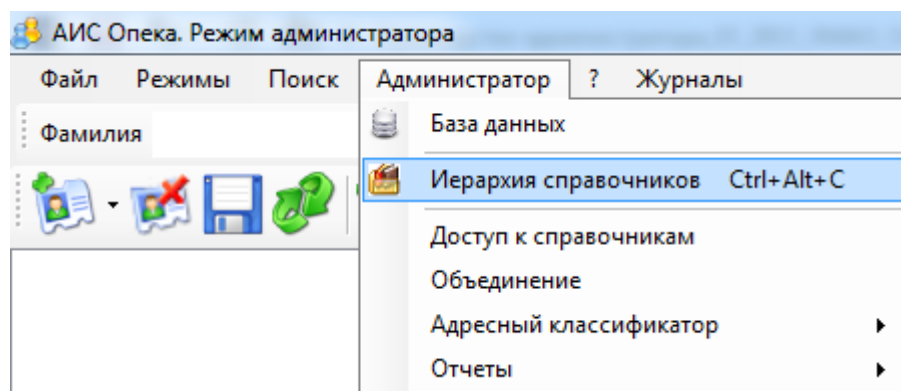 АИС Опека. Режим администратора
Файл Режимы Поиск Администратор ? Журналы
Фамилия
База данных
Иерархия справочников Ctrl+Alt+C
Доступ к справочникам
Объединение
Адресный классификатор
Отчеты